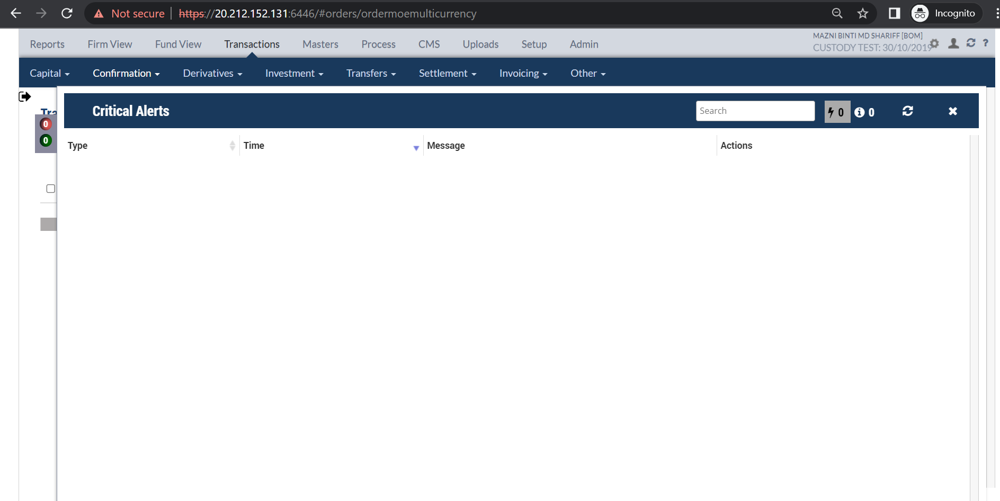 Not secure https://20.212.152.131:6446/#orders/ordermoemulticurrency Incognito
Reports Firm View Fund View Transactions Masters Process CMS Uploads Setup Admin
MAZNI BINTI MD SHARIFF [BOM]
CUSTODY TEST: 30/10/2019
?
Capital Confirmation Derivatives Investment Transfers Settlement Invoicing Other
Tra
0
0
Critical Alerts Search 0 0
Type Time Message Actions